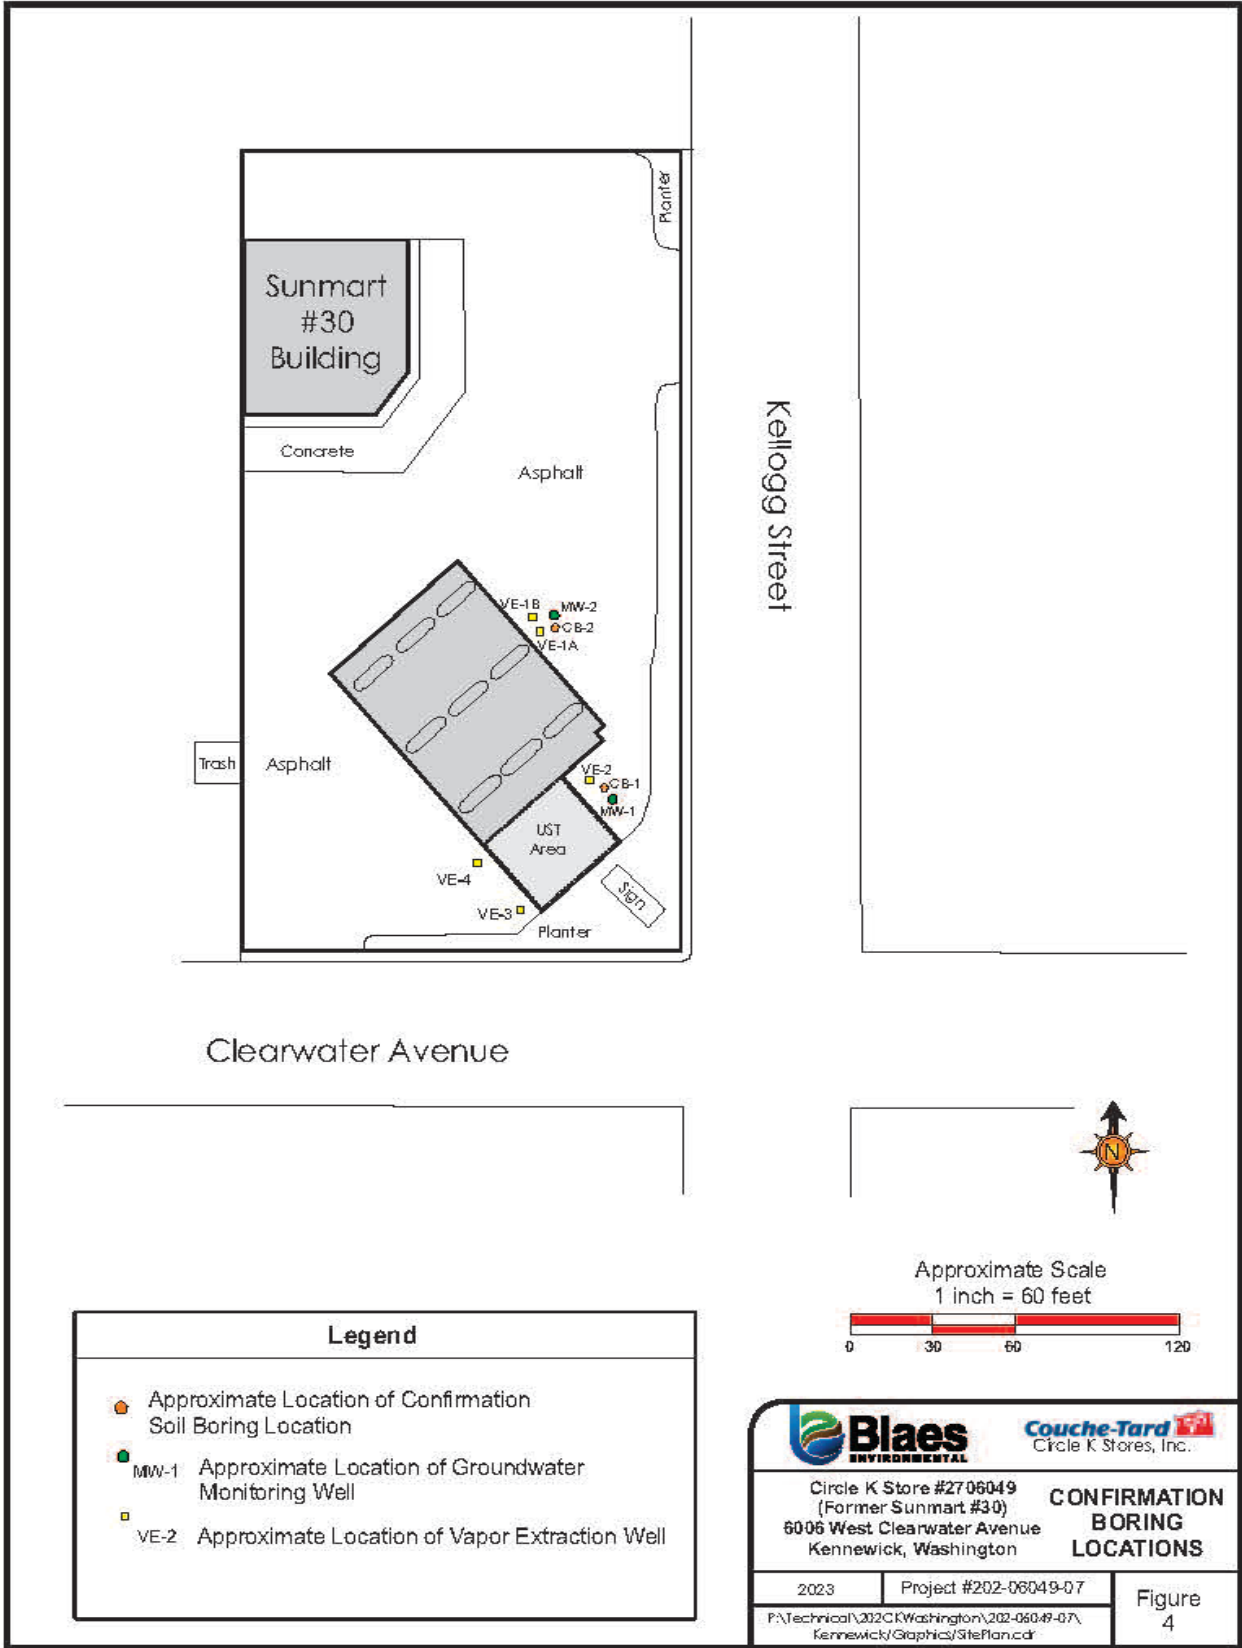 Planter
Sunmart
#30
Building
Concrete
Asphalt
Kellogg Street
VE-1B
MW-2
CB-2
VE-1A
Trash
Asphalt
VE-2
CB-1
MW-1
UST
Area
VE-4
Sign
VE-3
Planter
Clearwater Avenue
N
Approximate Scale
1 inch = 60 feet
0 30 60 120
Legend
Approximate Location of Confirmation
Soil Boring Location
MW-1 Approximate Location of Groundwater
Monitoring Well
VE-2 Approximate Location of Vapor Extraction Well
Blaes
ENVIRONMENTAL
Couche-Tard
Circle K Stores, Inc.
Circle K Store #2706049
(Former Sunmart #30)
6006 West Clearwater Avenue
Kennewick, Washington
CONFIRMATION
BORING
LOCATIONS
2023
Project #202-06049-07
Figure
4
P:\Technical\202CKWashington\202-06049-07\
Kennewick/Graphics/SitePlan.cdr